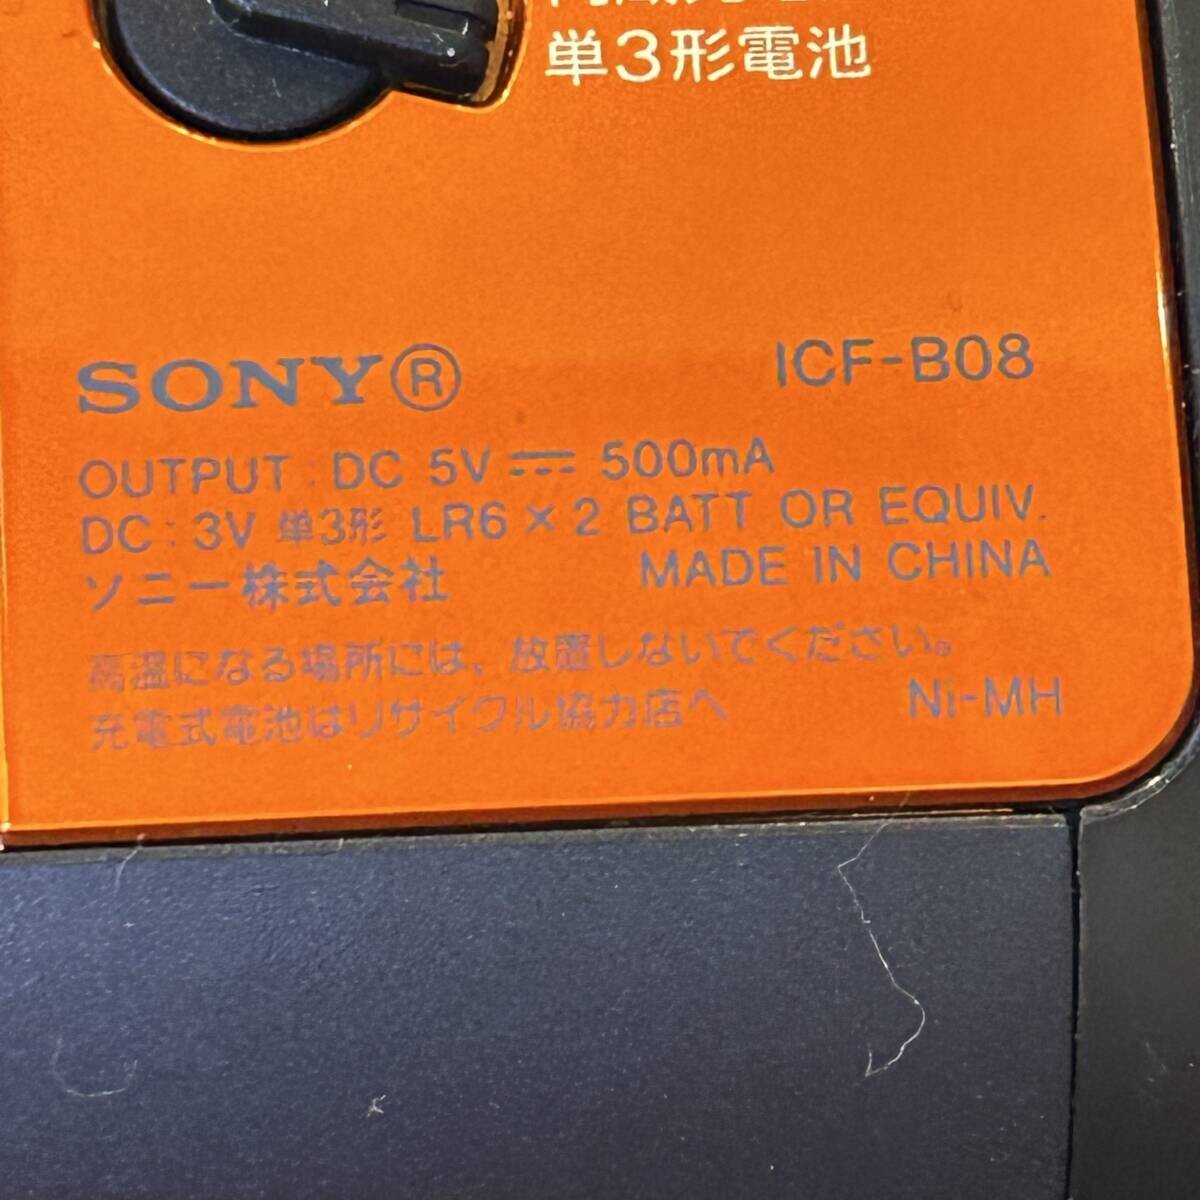 単3形電池
SONY® ICF-B08
OUTPUT : DC 5V ⎓ 500mA
DC : 3V 単3形 LR6 × 2 BATT OR EQUIV.
ソニー株式会社 MADE IN CHINA
高温になる場所には、放置しないでください。
充電式電池はリサイクル協力店へ Ni-MH